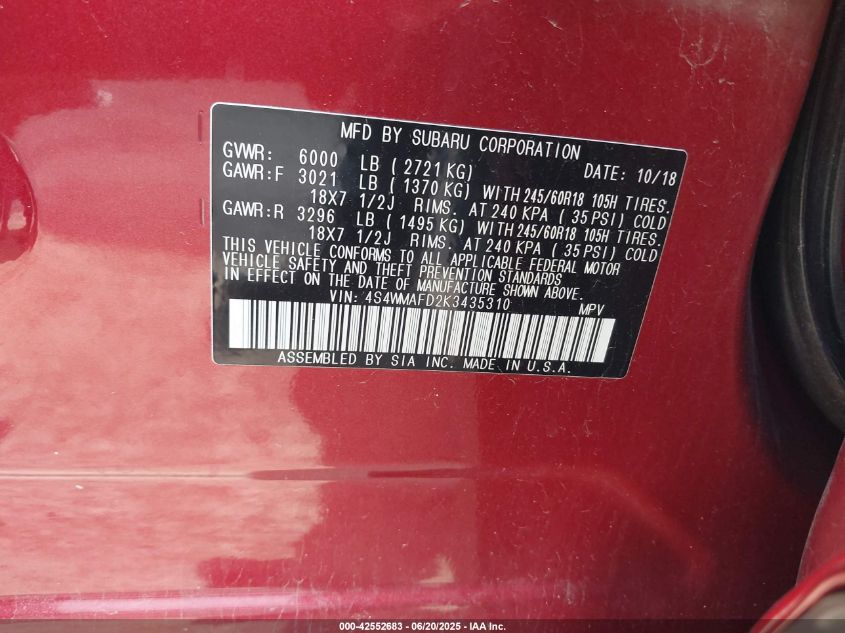 MFD BY SUBARU CORPORATION
GVWR: 6000 LB ( 2721 KG) DATE: 10/18
GAWR:F 3021 LB ( 1370 KG) WITH 245/60R18 105H TIRES.
18X7 1/2J RIMS. AT 240 KPA ( 35 PSI) COLD
GAWR:R 3296 LB ( 1495 KG) WITH 245/60R18 105H TIRES.
18X7 1/2J RIMS. AT 240 KPA ( 35 PSI) COLD
THIS VEHICLE CONFORMS TO ALL APPLICABLE FEDERAL MOTOR
VEHICLE SAFETY AND THEFT PREVENTION STANDARDS
IN EFFECT ON THE DATE OF MANUFACTURE SHOWN ABOVE.
VIN: 4S4WMAFD2K3435310 MPV
ASSEMBLED BY SIA INC. MADE IN U.S.A.
000-42552683 - 06/20/2025 - IAA Inc.